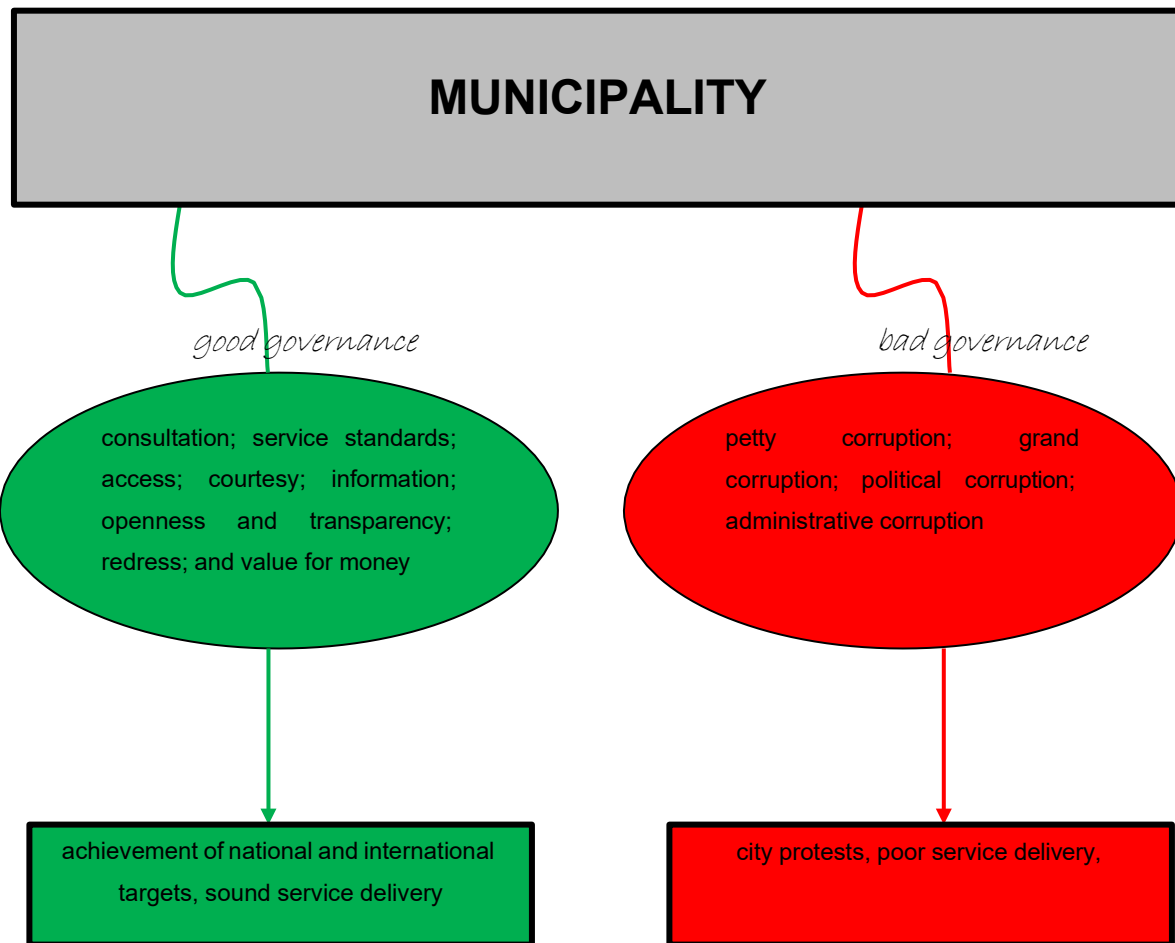 MUNICIPALITY
good governance
bad governance
consultation; service standards;
access; courtesy; information;
openness and transparency;
redress; and value for money
petty corruption; grand
corruption; political corruption;
administrative corruption
achievement of national and international
targets, sound service delivery
city protests, poor service delivery,